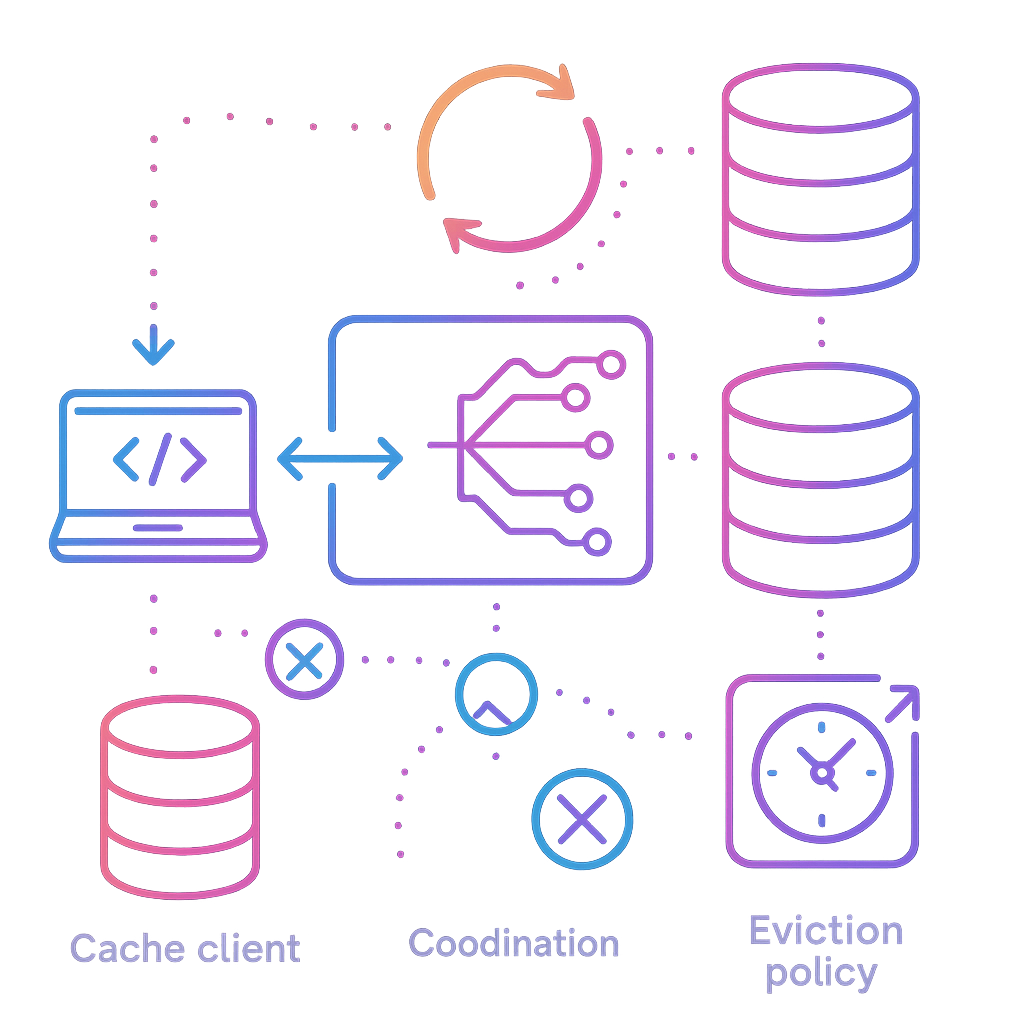 </>
Cache client
Coodination
Eviction
policy